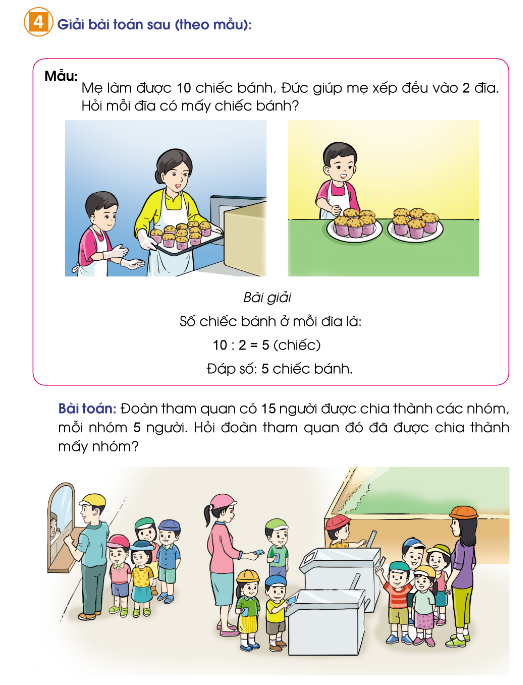 4 Giải bài toán sau (theo mẫu):
Mẫu:
Mẹ làm được 10 chiếc bánh, Đức giúp mẹ xếp đều vào 2 đĩa.
Hỏi mỗi đĩa có mấy chiếc bánh?
Bài giải
Số chiếc bánh ở mỗi đĩa là:
10 : 2 = 5 (chiếc)
Đáp số: 5 chiếc bánh.
Bài toán: Đoàn tham quan có 15 người được chia thành các nhóm,
mỗi nhóm 5 người. Hỏi đoàn tham quan đó đã được chia thành
mấy nhóm?